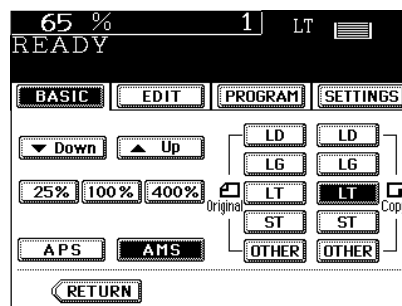 65 % 1 LT
READY
BASIC EDIT PROGRAM SETTINGS
LD LD
Down Up
LG LG
25% 100% 400% LT LT
Original Cop
ST ST
APS AMS OTHER OTHER
RETURN